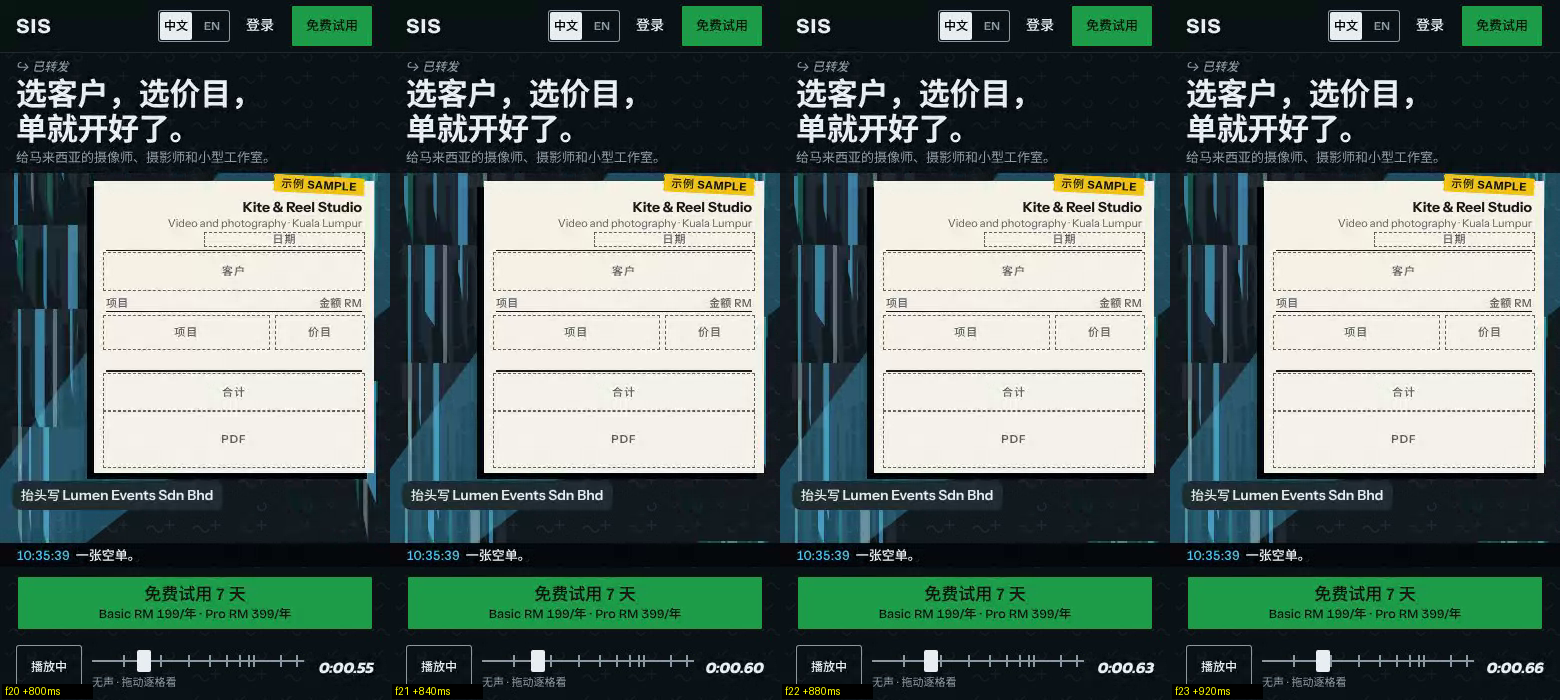 SIS 中文 EN 登录 免费试用
↪ 已转发
选客户，选价目，
单就开好了。
给马来西亚的摄像师、摄影师和小型工作室。
示例 SAMPLE
Kite & Reel Studio
Video and photography · Kuala Lumpur
日期
客户
项目 金额 RM
项目 价目
合计
PDF
抬头写 Lumen Events Sdn Bhd
10:35:39 一张空单。
免费试用 7 天
Basic RM 199/年 · Pro RM 399/年
播放中 0:00.55
无声 · 拖动逐格看
f20 +800ms
SIS 中文 EN 登录 免费试用
↪ 已转发
选客户，选价目，
单就开好了。
给马来西亚的摄像师、摄影师和小型工作室。
示例 SAMPLE
Kite & Reel Studio
Video and photography · Kuala Lumpur
日期
客户
项目 金额 RM
项目 价目
合计
PDF
抬头写 Lumen Events Sdn Bhd
10:35:39 一张空单。
免费试用 7 天
Basic RM 199/年 · Pro RM 399/年
播放中 0:00.60
无声 · 拖动逐格看
f21 +840ms
SIS 中文 EN 登录 免费试用
↪ 已转发
选客户，选价目，
单就开好了。
给马来西亚的摄像师、摄影师和小型工作室。
示例 SAMPLE
Kite & Reel Studio
Video and photography · Kuala Lumpur
日期
客户
项目 金额 RM
项目 价目
合计
PDF
抬头写 Lumen Events Sdn Bhd
10:35:39 一张空单。
免费试用 7 天
Basic RM 199/年 · Pro RM 399/年
播放中 0:00.63
无声 · 拖动逐格看
f22 +880ms
SIS 中文 EN 登录 免费试用
↪ 已转发
选客户，选价目，
单就开好了。
给马来西亚的摄像师、摄影师和小型工作室。
示例 SAMPLE
Kite & Reel Studio
Video and photography · Kuala Lumpur
日期
客户
项目 金额 RM
项目 价目
合计
PDF
抬头写 Lumen Events Sdn Bhd
10:35:39 一张空单。
免费试用 7 天
Basic RM 199/年 · Pro RM 399/年
播放中 0:00.66
无声 · 拖动逐格看
f23 +920ms